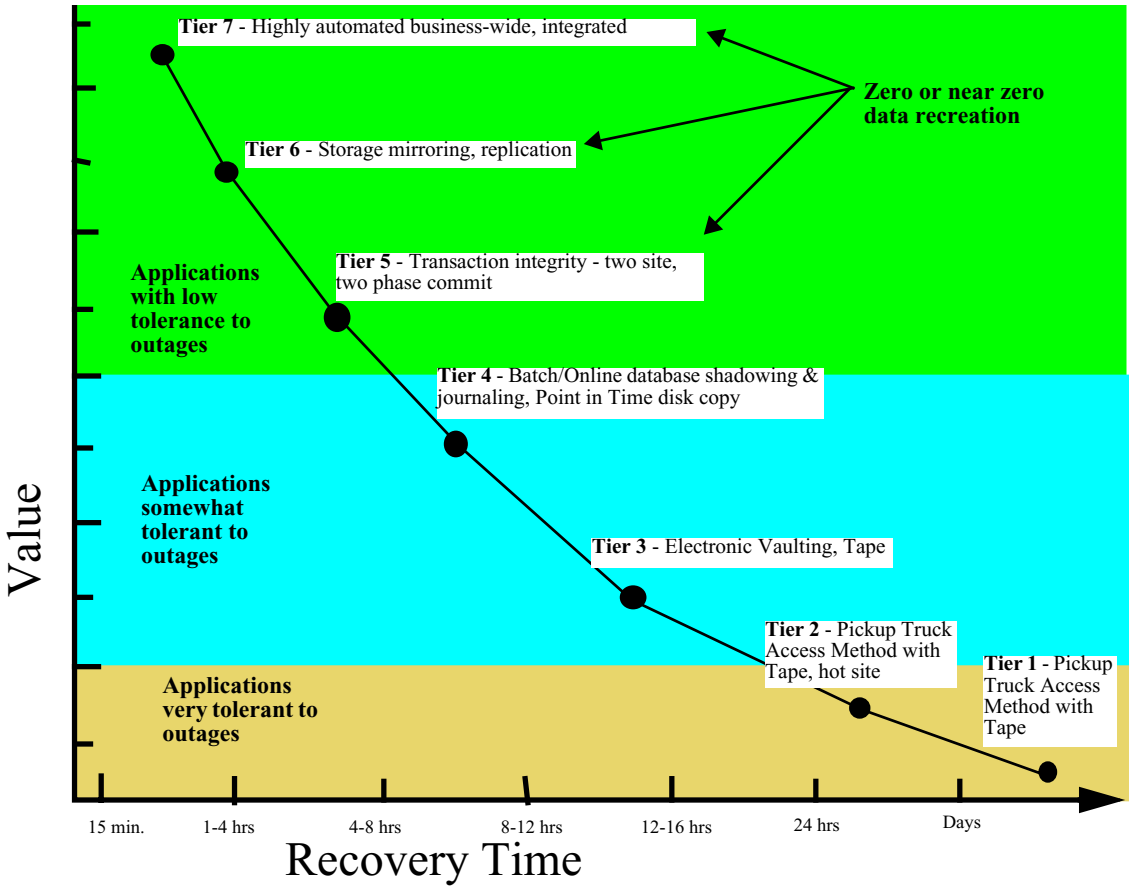 Tier 7 - Highly automated business-wide, integrated
Zero or near zero
data recreation
Tier 6 - Storage mirroring, replication
Tier 5 - Transaction integrity - two site,
two phase commit
Applications
with low
tolerance to
outages
Tier 4 - Batch/Online database shadowing &
journaling, Point in Time disk copy
Applications
somewhat
tolerant to
outages
Tier 3 - Electronic Vaulting, Tape
Tier 2 - Pickup Truck
Access Method with
Tape, hot site
Tier 1 - Pickup
Truck Access
Method with
Tape
Applications
very tolerant to
outages
Value
15 min.
1-4 hrs
4-8 hrs
8-12 hrs
12-16 hrs
24 hrs
Days
Recovery Time